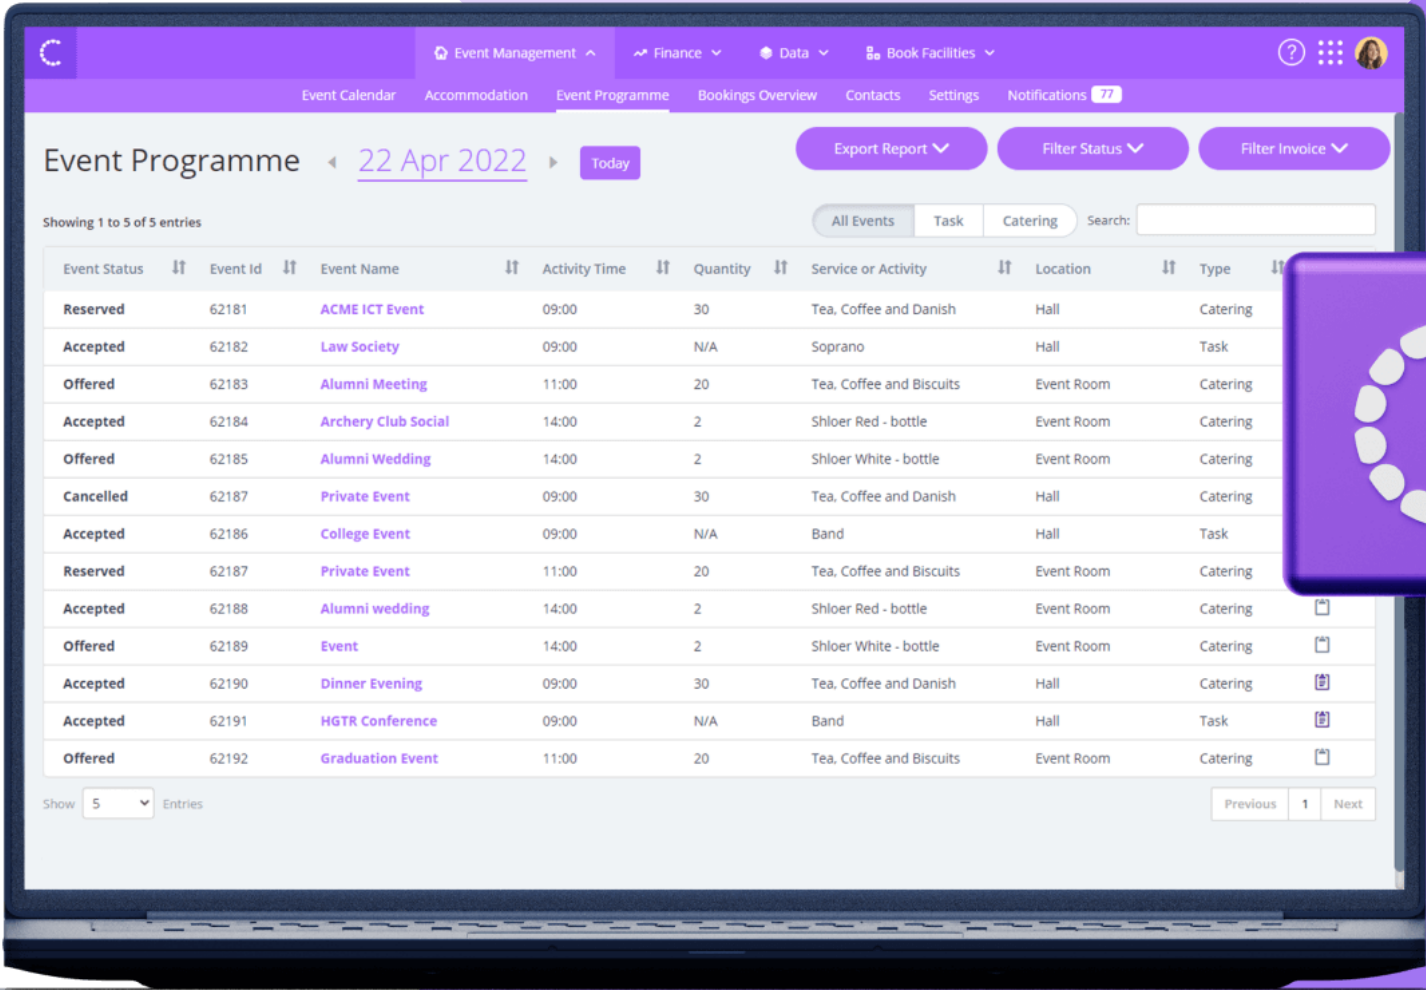 Event Management Finance Data Book Facilities ?
Event Calendar Accommodation Event Programme Bookings Overview Contacts Settings Notifications 77
Event Programme 22 Apr 2022 Today Export Report Filter Status Filter Invoice
Showing 1 to 5 of 5 entries All Events Task Catering Search:
Event Status Event Id Event Name Activity Time Quantity Service or Activity Location Type
Reserved 62181 ACME ICT Event 09:00 30 Tea, Coffee and Danish Hall Catering
Accepted 62182 Law Society 09:00 N/A Soprano Hall Task
Offered 62183 Alumni Meeting 11:00 20 Tea, Coffee and Biscuits Event Room Catering
Accepted 62184 Archery Club Social 14:00 2 Shloer Red - bottle Event Room Catering
Offered 62185 Alumni Wedding 14:00 2 Shloer White - bottle Event Room Catering
Cancelled 62187 Private Event 09:00 30 Tea, Coffee and Danish Hall Catering
Accepted 62186 College Event 09:00 N/A Band Hall Task
Reserved 62187 Private Event 11:00 20 Tea, Coffee and Biscuits Event Room Catering
Accepted 62188 Alumni wedding 14:00 2 Shloer Red - bottle Event Room Catering
Offered 62189 Event 14:00 2 Shloer White - bottle Event Room Catering
Accepted 62190 Dinner Evening 09:00 30 Tea, Coffee and Danish Hall Catering
Accepted 62191 HGTR Conference 09:00 N/A Band Hall Task
Offered 62192 Graduation Event 11:00 20 Tea, Coffee and Biscuits Event Room Catering
Show 5 Entries Previous 1 Next